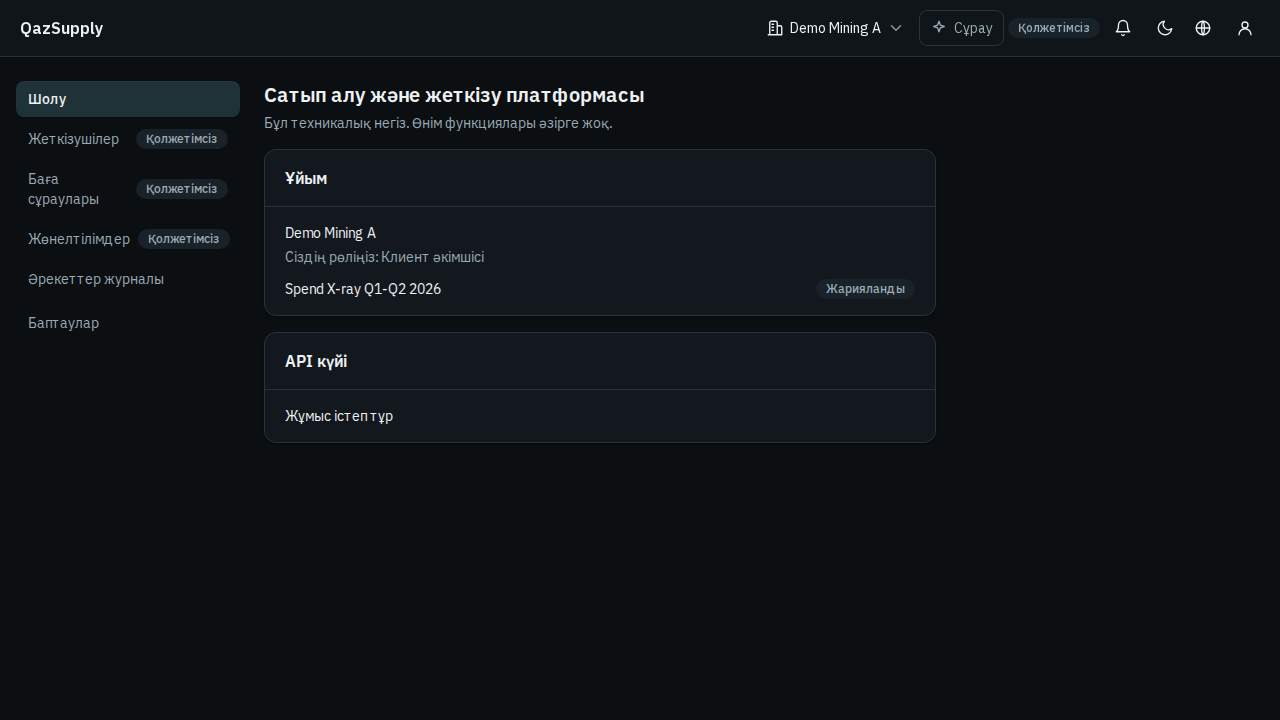 QazSupply
Demo Mining A
Сұрау
Қолжетімсіз
Шолу
Жеткізушілер
Қолжетімсіз
Баға
сұраулары
Қолжетімсіз
Жөнелтілімдер
Қолжетімсіз
Әрекеттер журналы
Баптаулар
Сатып алу және жеткізу платформасы
Бұл техникалық негіз. Өнім функциялары әзірге жоқ.
Ұйым
Demo Mining A
Сіздің рөліңіз: Клиент әкімшісі
Spend X-ray Q1-Q2 2026
Жарияланды
API күйі
Жұмыс істеп тұр